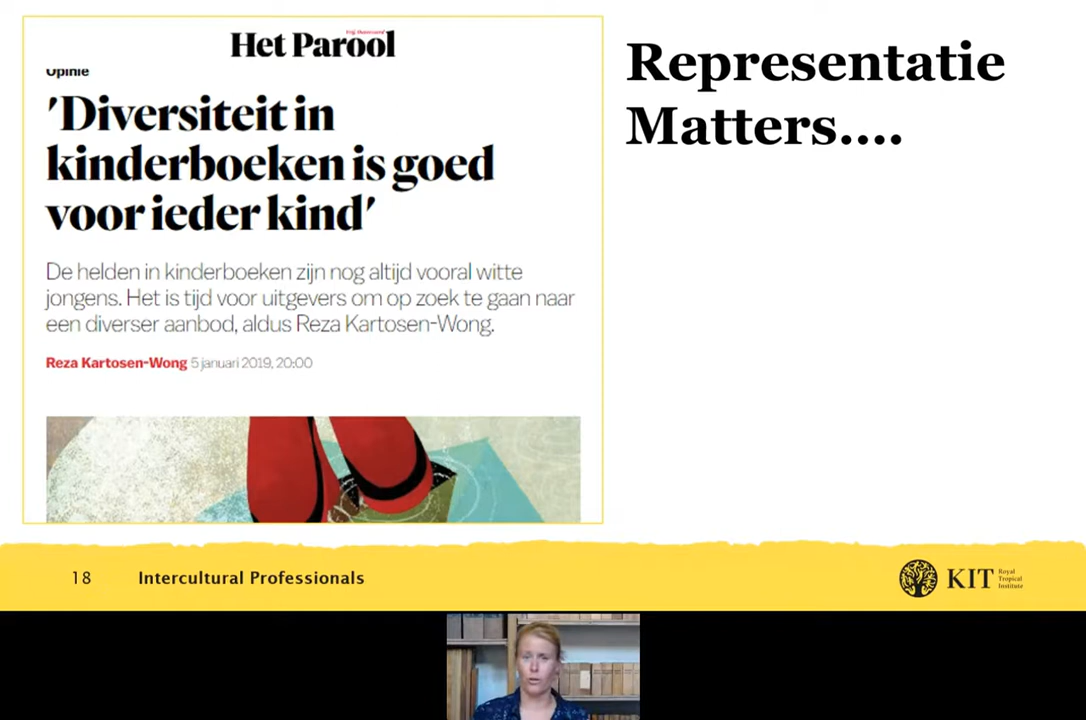 Het Parool
Opinie
'Diversiteit in
kinderboeken is goed
voor ieder kind'
De helden in kinderboeken zijn nog altijd vooral witte
jongens. Het is tijd voor uitgevers om op zoek te gaan naar
een diverser aanbod, aldus Reza Kartosen-Wong.
Reza Kartosen-Wong 5 januari 2019, 20:00
Representatie
Matters....
18 Intercultural Professionals
KIT Royal
Tropical
Institute